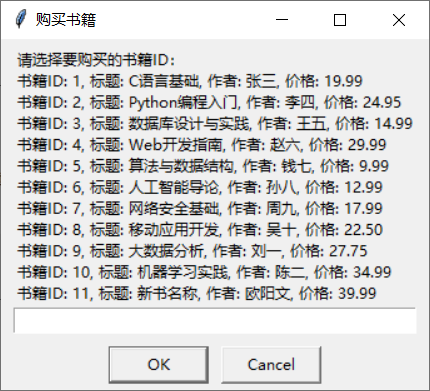 购买书籍
请选择要购买的书籍ID:
书籍ID: 1, 标题: C语言基础, 作者: 张三, 价格: 19.99
书籍ID: 2, 标题: Python编程入门, 作者: 李四, 价格: 24.95
书籍ID: 3, 标题: 数据库设计与实践, 作者: 王五, 价格: 14.99
书籍ID: 4, 标题: Web开发指南, 作者: 赵六, 价格: 29.99
书籍ID: 5, 标题: 算法与数据结构, 作者: 钱七, 价格: 9.99
书籍ID: 6, 标题: 人工智能导论, 作者: 孙八, 价格: 12.99
书籍ID: 7, 标题: 网络安全基础, 作者: 周九, 价格: 17.99
书籍ID: 8, 标题: 移动应用开发, 作者: 吴十, 价格: 22.50
书籍ID: 9, 标题: 大数据分析, 作者: 刘一, 价格: 27.75
书籍ID: 10, 标题: 机器学习实践, 作者: 陈二, 价格: 34.99
书籍ID: 11, 标题: 新书名称, 作者: 欧阳文, 价格: 39.99
OK Cancel